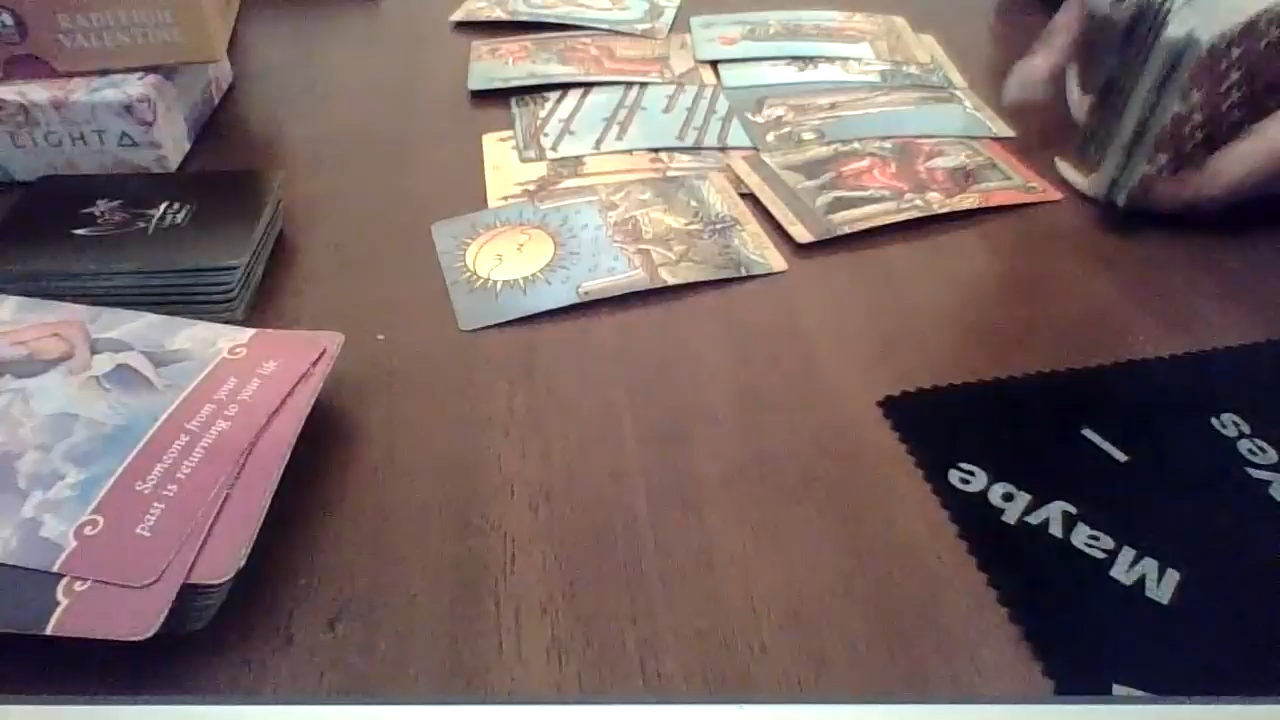 RADLEIGH
VALENTINE
LIGHT
Someone from your
past is returning to your life
Maybe